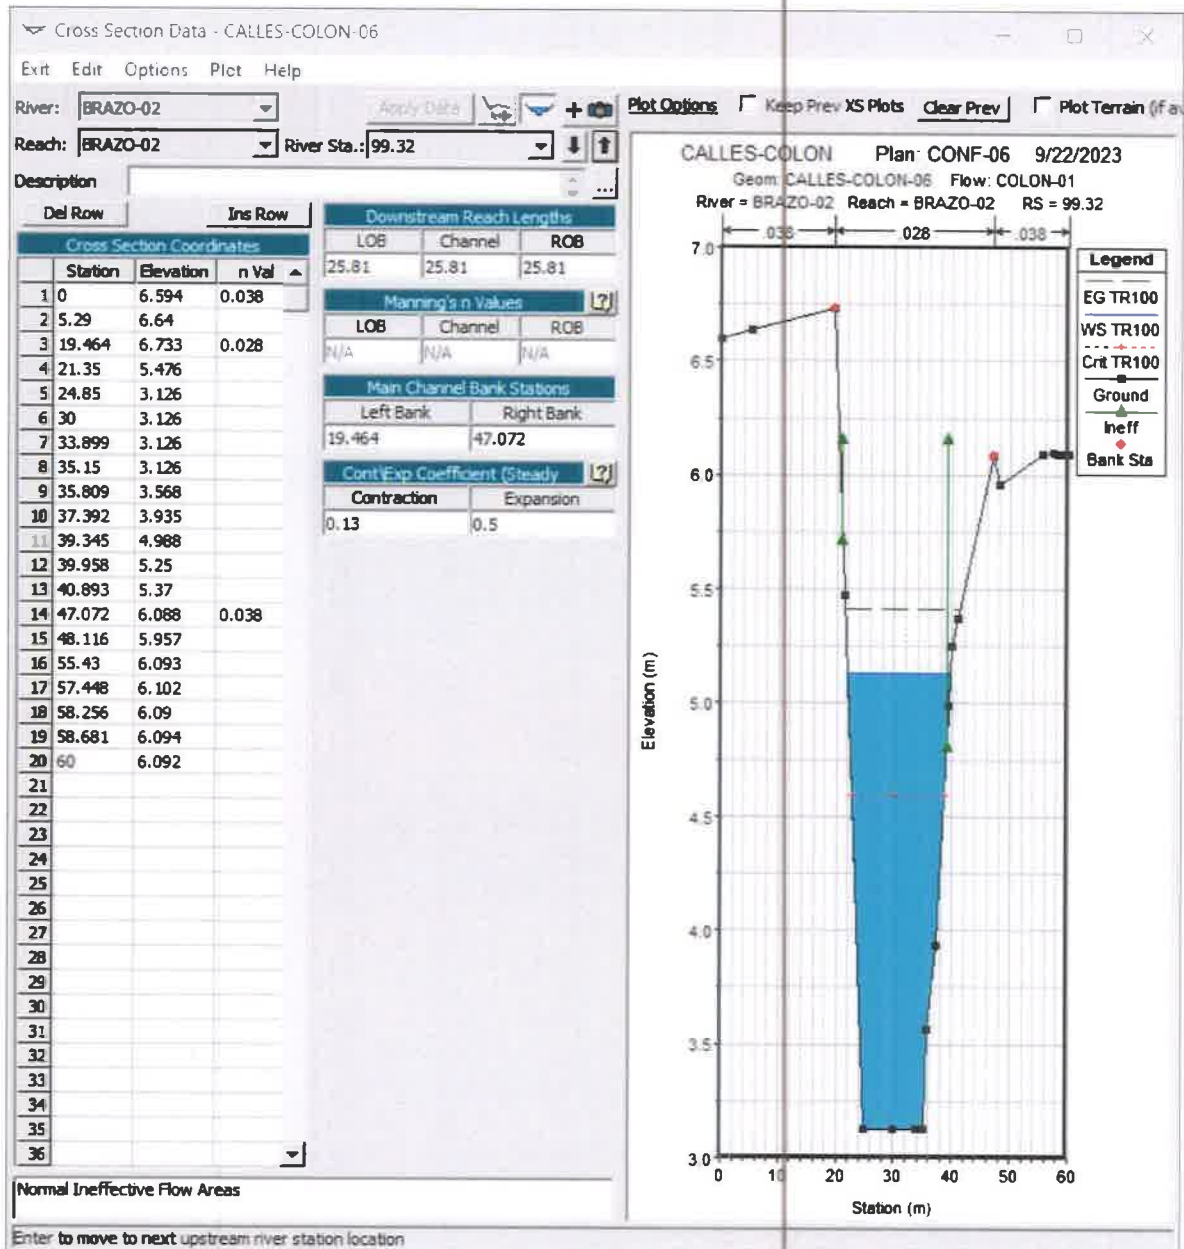 Cross Section Data - CALLES-COLON-06
Exit Edit Options Plot Help
River: BRAZO-02 Apply Data + Plot Options Keep Prev XS Plots Clear Prev Plot Terrain (if av
Reach: BRAZO-02 River Sta.: 99.32
Description ...
Del Row Ins Row
Cross Section Coordinates
Station Elevation n Val
1 0 6.594 0.038
2 5.29 6.64
3 19.464 6.733 0.028
4 21.35 5.476
5 24.85 3.126
6 30 3.126
7 33.899 3.126
8 35.15 3.126
9 35.809 3.568
10 37.392 3.935
11 39.345 4.988
12 39.958 5.25
13 40.893 5.37
14 47.072 6.088 0.038
15 48.116 5.957
16 55.43 6.093
17 57.448 6.102
18 58.256 6.09
19 58.681 6.094
20 60 6.092
21
22
23
24
25
26
27
28
29
30
31
32
33
34
35
36
Downstream Reach Lengths
LOB Channel ROB
25.81 25.81 25.81
Manning's n Values
LOB Channel ROB
N/A N/A N/A
Main Channel Bank Stations
Left Bank Right Bank
19.464 47.072
Cont\Exp Coefficient (Steady
Contraction Expansion
0.13 0.5
CALLES-COLON Plan: CONF-06 9/22/2023
Geom: CALLES-COLON-06 Flow: COLON-01
River = BRAZO-02 Reach = BRAZO-02 RS = 99.32
.038 .028 .038
7.0
6.5
6.0
5.5
5.0
4.5
4.0
3.5
3.0
Elevation (m)
0 10 20 30 40 50 60
Station (m)
Legend
EG TR100
WS TR100
Crit TR100
Ground
Ineff
Bank Sta
Normal Ineffective Flow Areas
Enter to move to next upstream river station location